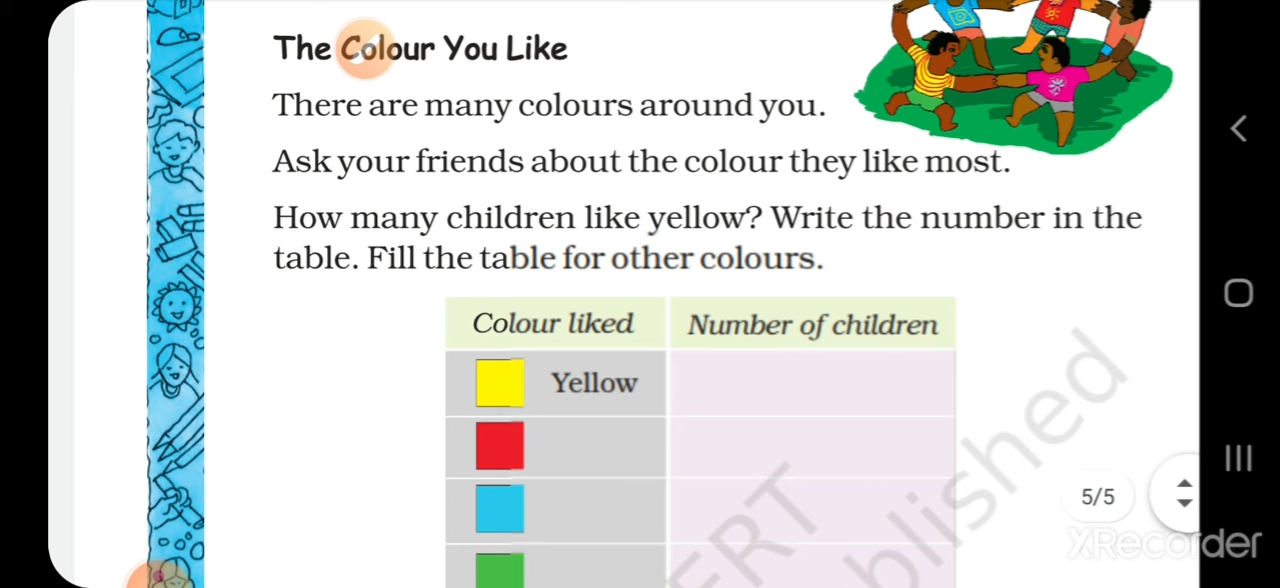 The Colour You Like
There are many colours around you.
Ask your friends about the colour they like most.
How many children like yellow? Write the number in the
table. Fill the table for other colours.
Colour liked Number of children
Yellow
5/5
XRecorder